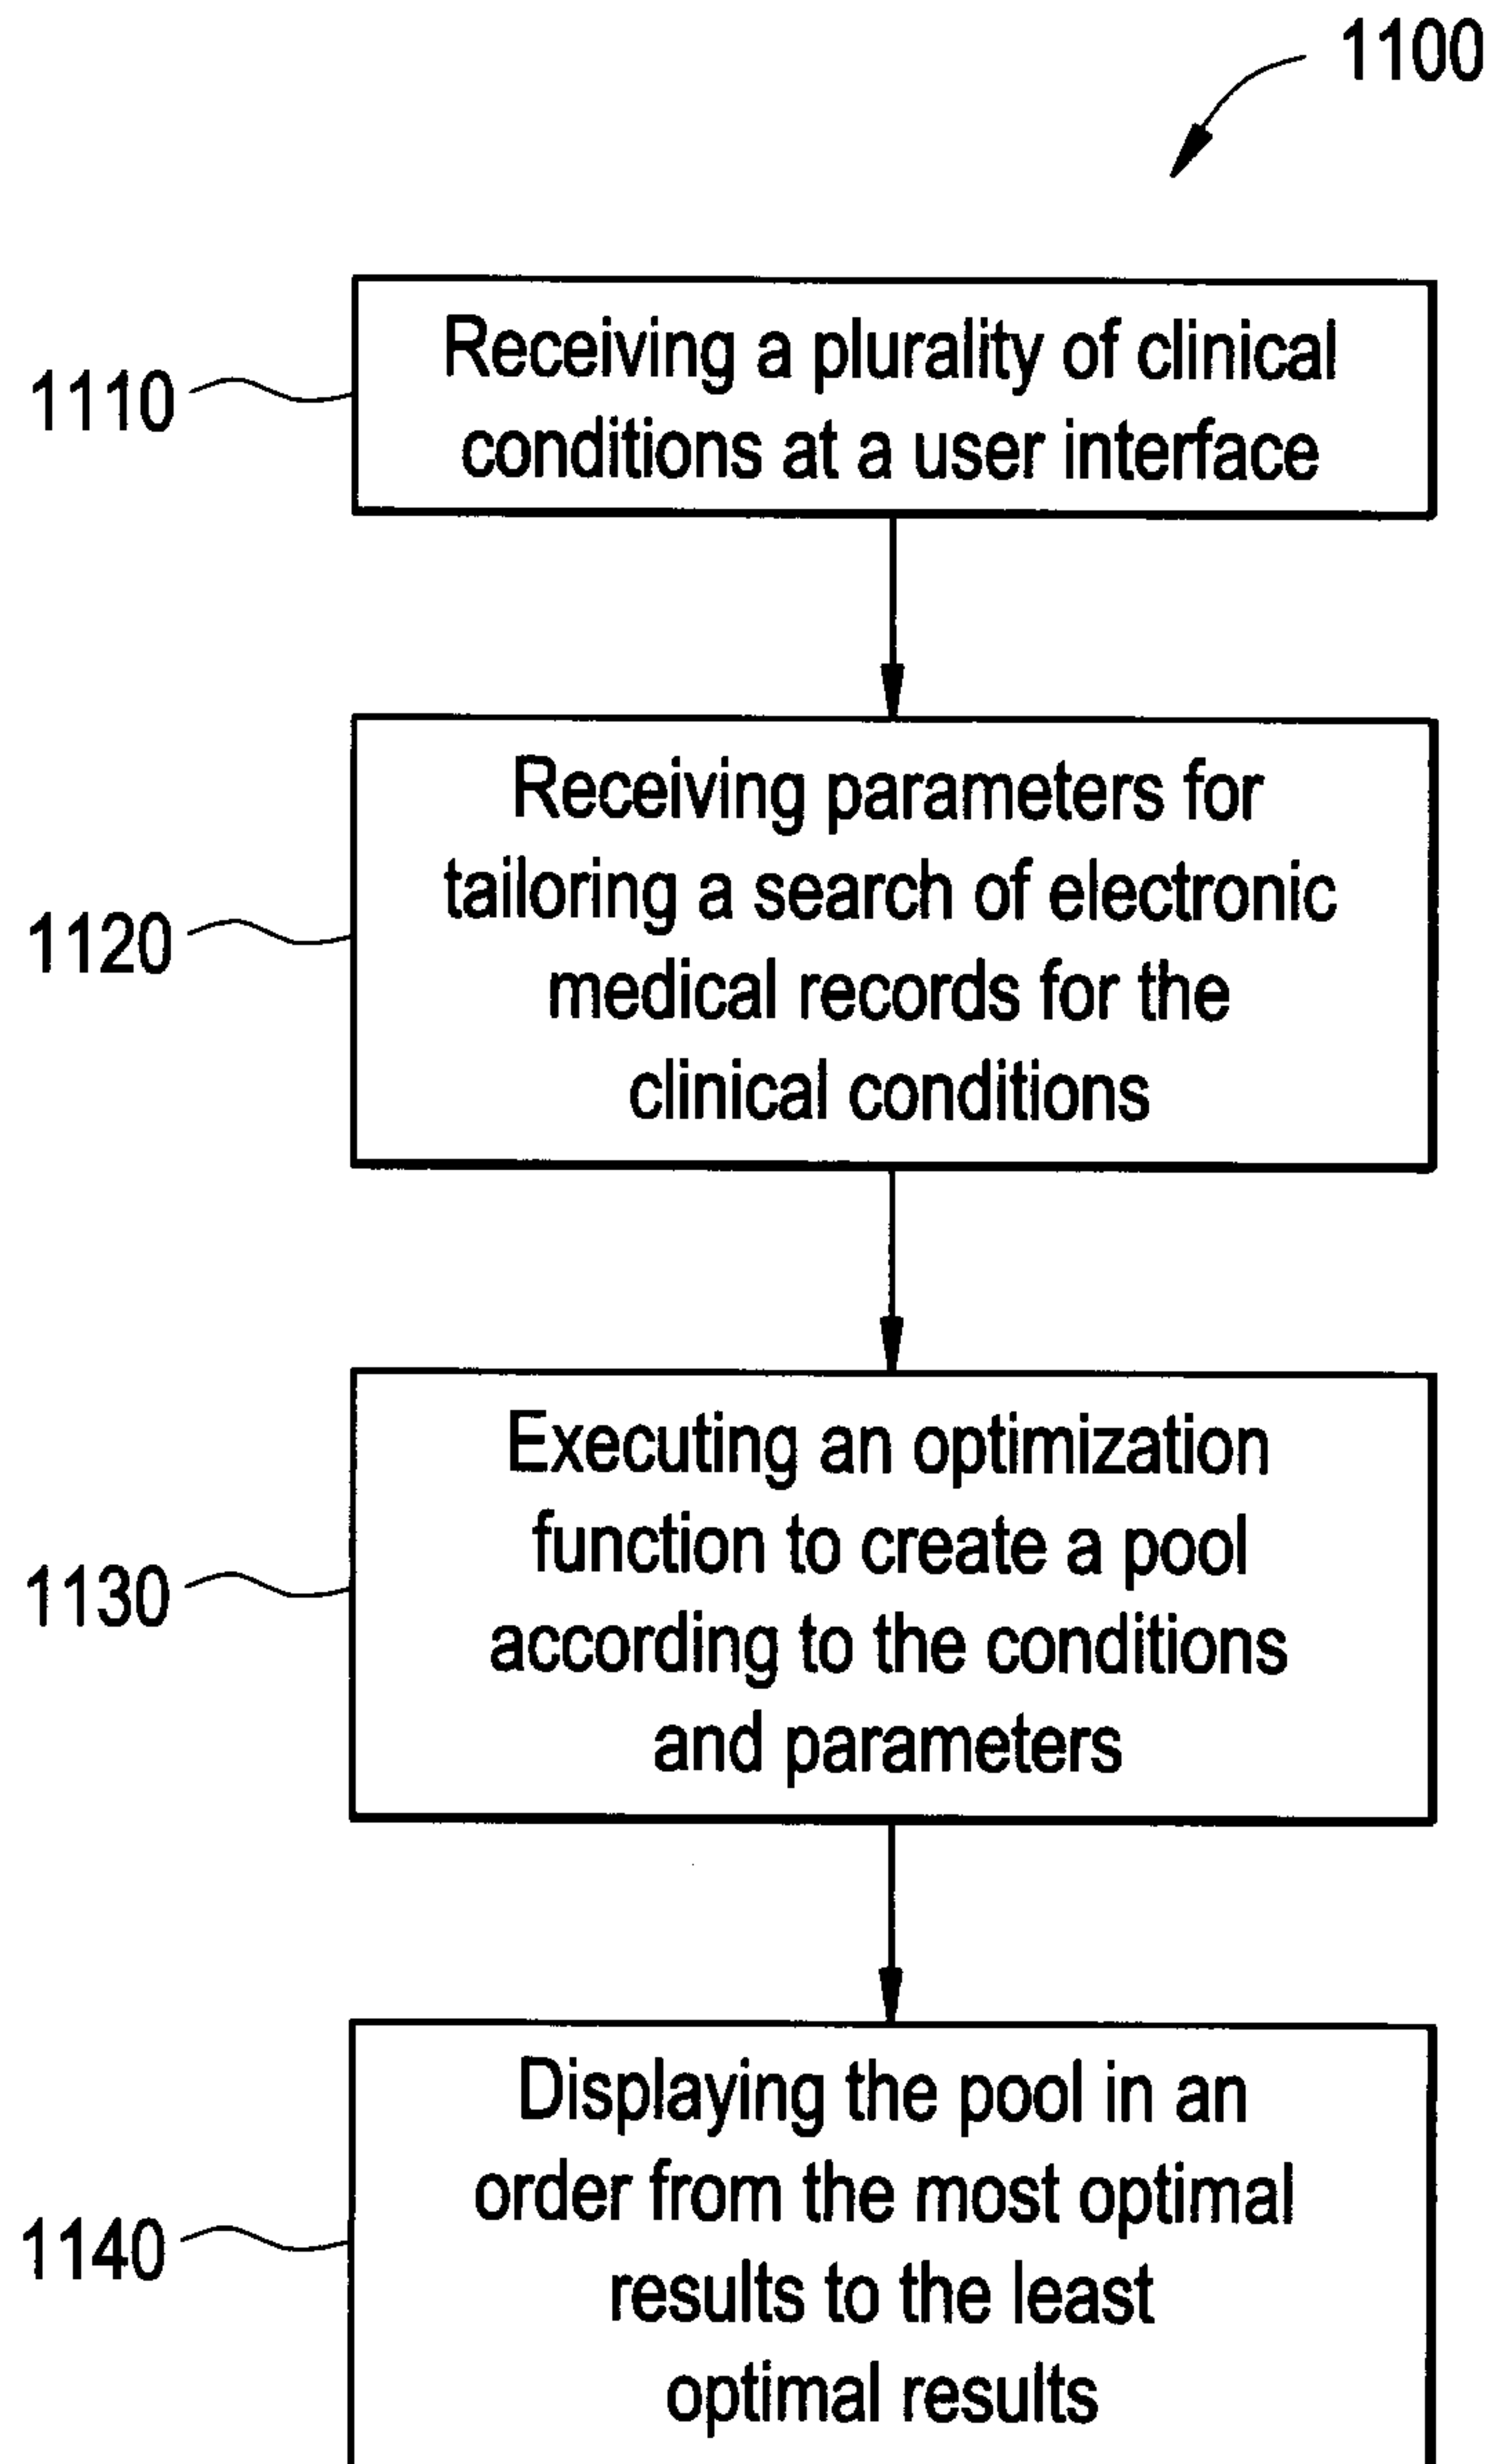 1100
1110
Receiving a plurality of clinical
conditions at a user interface
1120
Receiving parameters for
tailoring a search of electronic
medical records for the
clinical conditions
1130
Executing an optimization
function to create a pool
according to the conditions
and parameters
1140
Displaying the pool in an
order from the most optimal
results to the least
optimal results